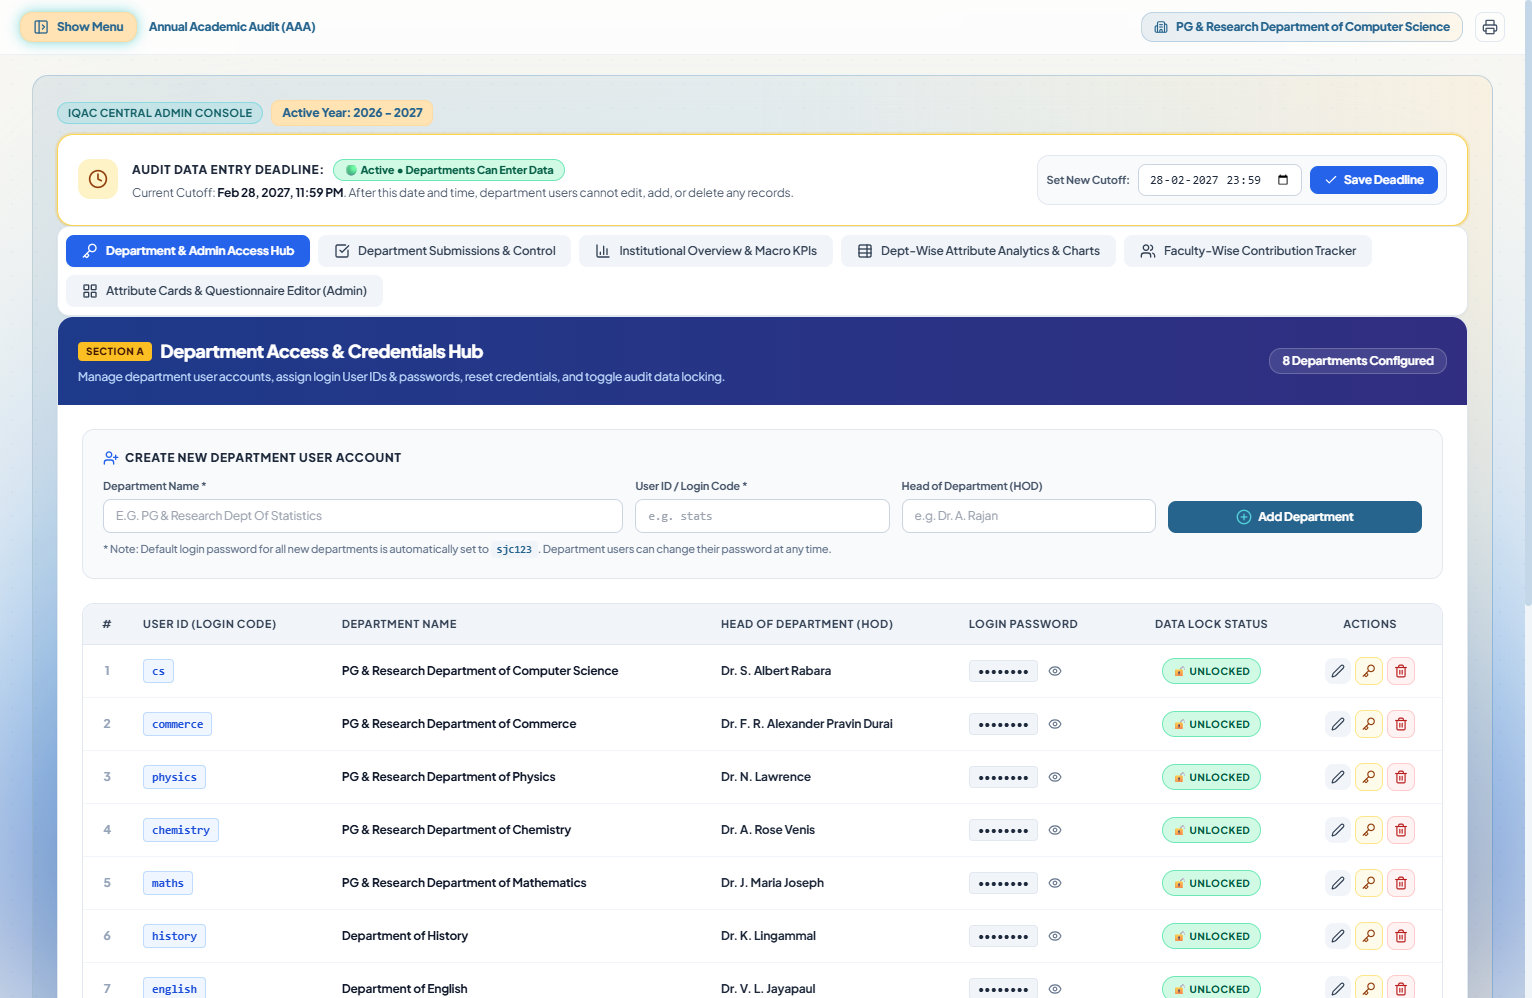 Show Menu
Annual Academic Audit (AAA)
PG & Research Department of Computer Science
IQAC CENTRAL ADMIN CONSOLE
Active Year: 2026 - 2027
AUDIT DATA ENTRY DEADLINE:
Active ● Departments Can Enter Data
Current Cutoff: Feb 28, 2027, 11:59 PM. After this date and time, department users cannot edit, add, or delete any records.
Set New Cutoff:
28-02-2027 23:59
Save Deadline
Department & Admin Access Hub
Department Submissions & Control
Institutional Overview & Macro KPIs
Dept-Wise Attribute Analytics & Charts
Faculty-Wise Contribution Tracker
Attribute Cards & Questionnaire Editor (Admin)
SECTION A
Department Access & Credentials Hub
Manage department user accounts, assign login User IDs & passwords, reset credentials, and toggle audit data locking.
8 Departments Configured
CREATE NEW DEPARTMENT USER ACCOUNT
Department Name *
User ID / Login Code *
Head of Department (HOD)
E.G. PG & Research Dept Of Statistics
e.g. stats
e.g. Dr. A. Rajan
Add Department
* Note: Default login password for all new departments is automatically set to sjc123 . Department users can change their password at any time.
# USER ID (LOGIN CODE) DEPARTMENT NAME HEAD OF DEPARTMENT (HOD) LOGIN PASSWORD DATA LOCK STATUS ACTIONS
1 cs PG & Research Department of Computer Science Dr. S. Albert Rabara •••••••• UNLOCKED
2 commerce PG & Research Department of Commerce Dr. F. R. Alexander Pravin Durai •••••••• UNLOCKED
3 physics PG & Research Department of Physics Dr. N. Lawrence •••••••• UNLOCKED
4 chemistry PG & Research Department of Chemistry Dr. A. Rose Venis •••••••• UNLOCKED
5 maths PG & Research Department of Mathematics Dr. J. Maria Joseph •••••••• UNLOCKED
6 history Department of History Dr. K. Lingammal •••••••• UNLOCKED
7 english Department of English Dr. V. L. Jayapaul •••••••• UNLOCKED